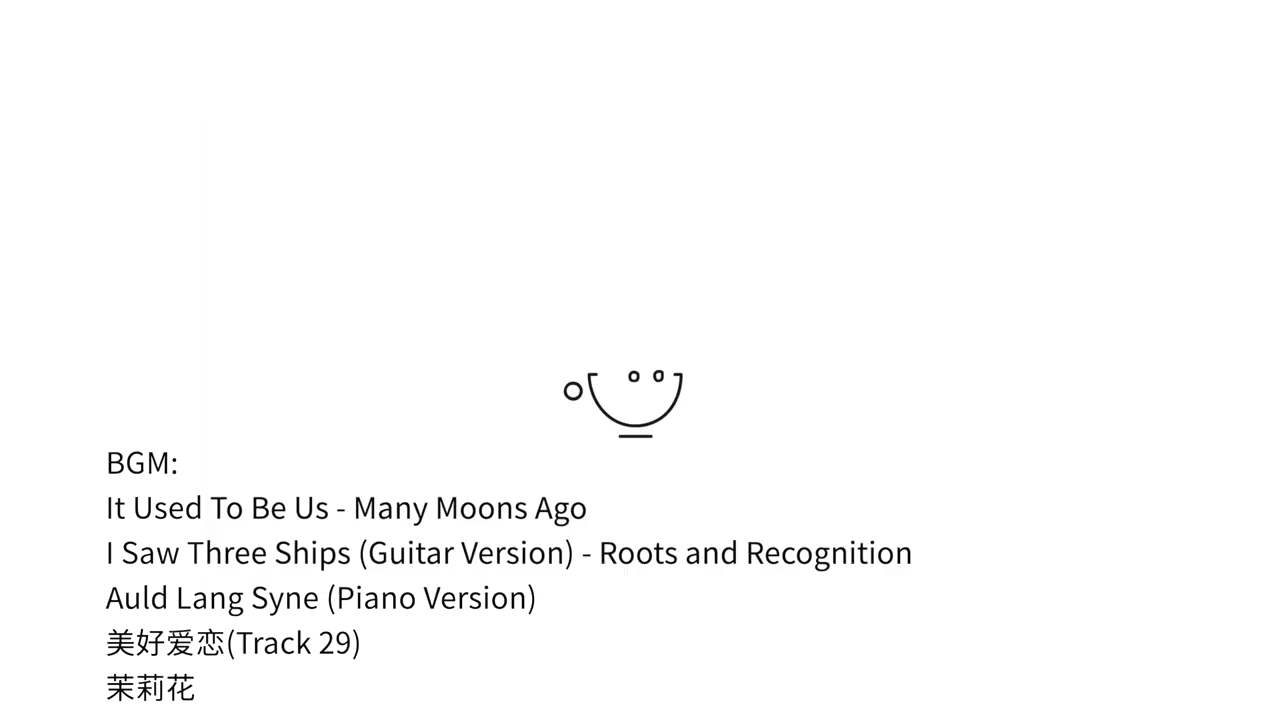 BGM:
It Used To Be Us - Many Moons Ago
I Saw Three Ships (Guitar Version) - Roots and Recognition
Auld Lang Syne (Piano Version)
美好爱恋(Track 29)
茉莉花